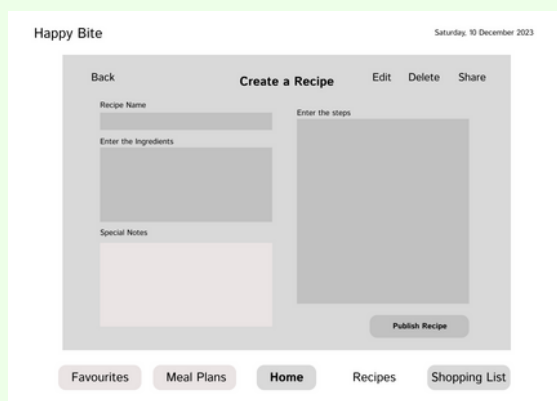 Happy Bite
Saturday, 10 December 2023
Back
Create a Recipe
Edit
Delete
Share
Recipe Name
Enter the Ingredients
Special Notes
Enter the steps
Publish Recipe
Favourites
Meal Plans
Home
Recipes
Shopping List